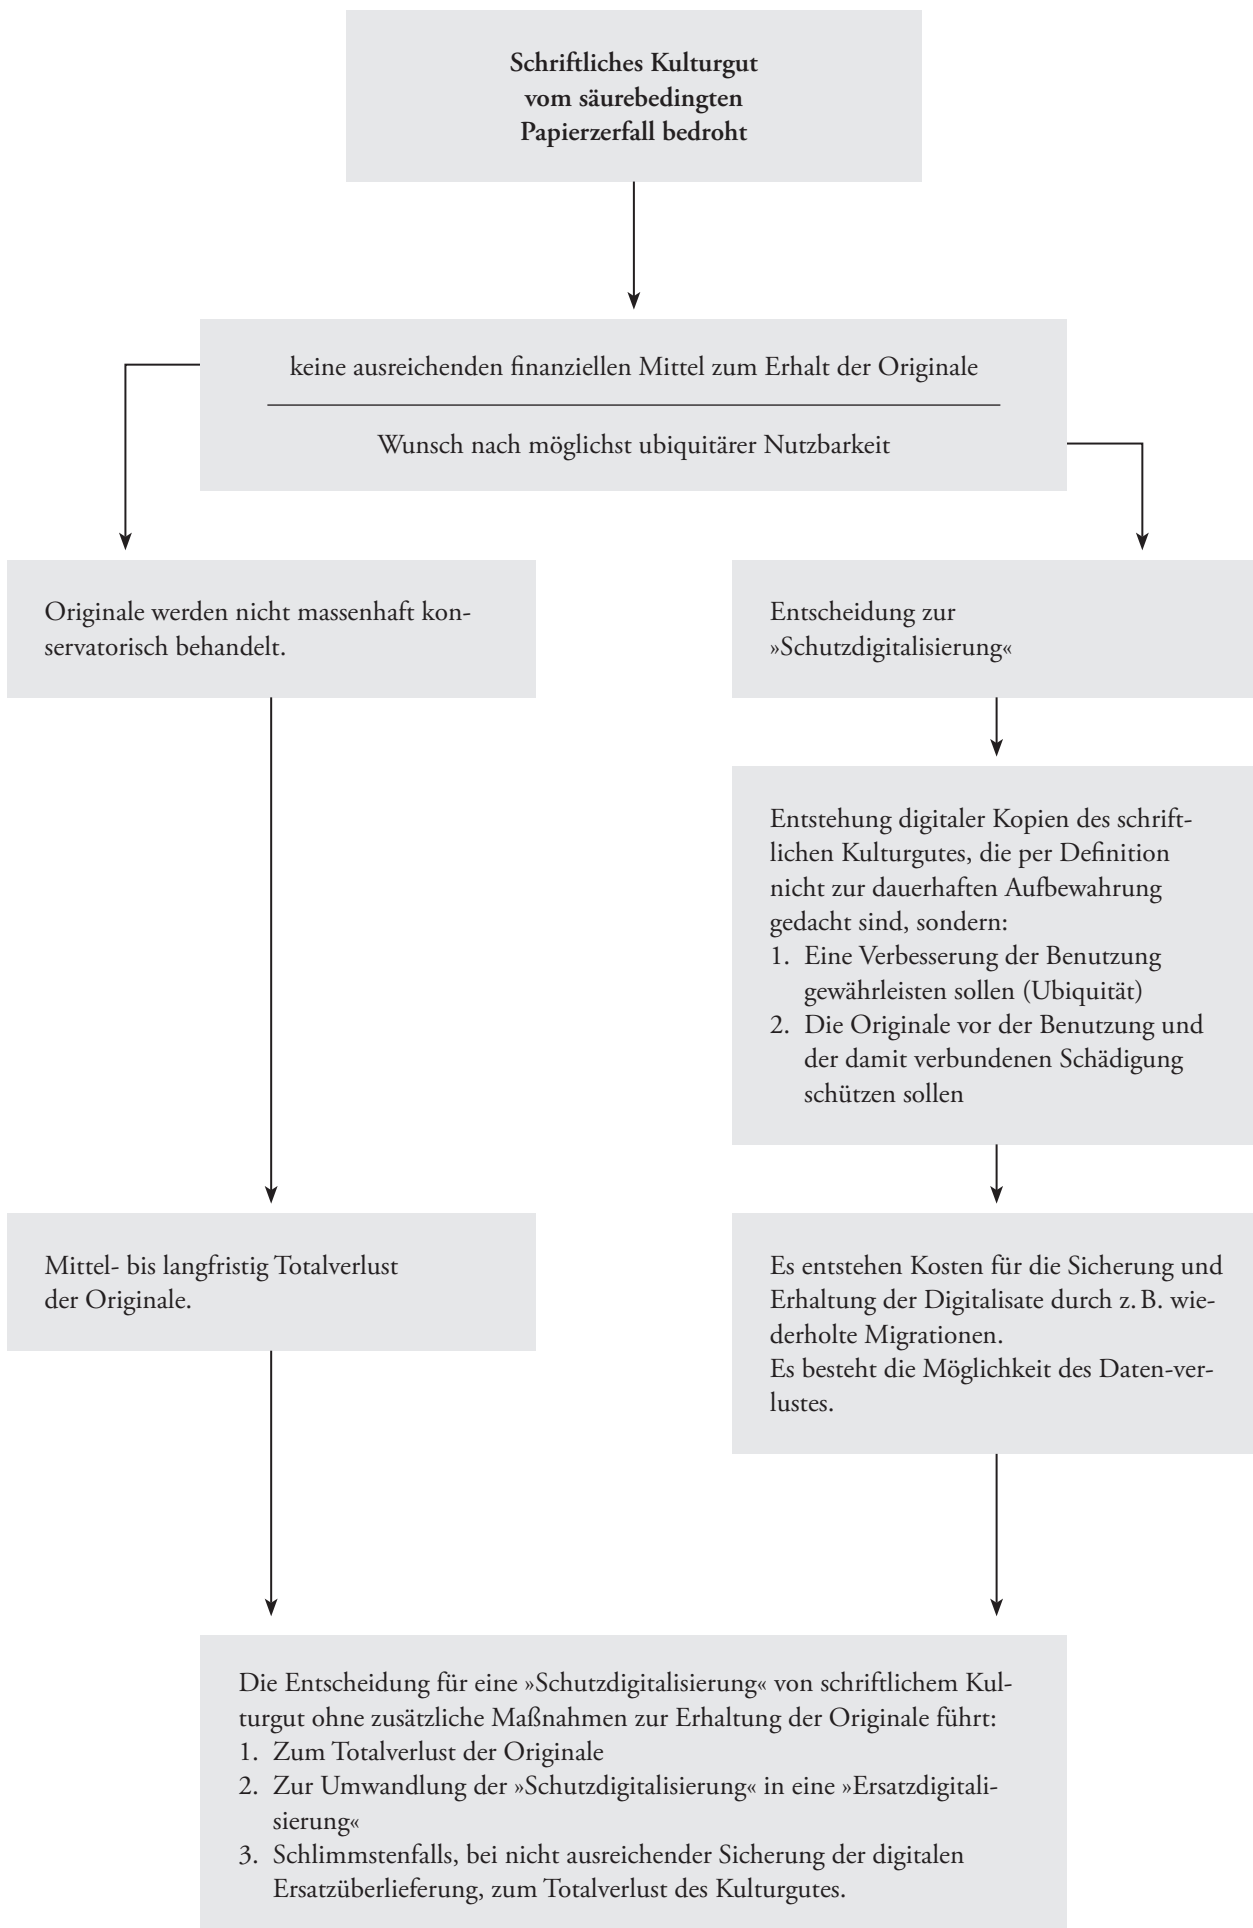 Schriftliches Kulturgut
vom säurebedingten
Papierzerfall bedroht
keine ausreichenden finanziellen Mittel zum Erhalt der Originale
Wunsch nach möglichst ubiquitärer Nutzbarkeit
Originale werden nicht massenhaft kon-
servatorisch behandelt.
Entscheidung zur
»Schutzdigitalisierung«
Entstehung digitaler Kopien des schrift-
lichen Kulturgutes, die per Definition
nicht zur dauerhaften Aufbewahrung
gedacht sind, sondern:
1. Eine Verbesserung der Benutzung
gewährleisten sollen (Ubiquität)
2. Die Originale vor der Benutzung und
der damit verbundenen Schädigung
schützen sollen
Mittel- bis langfristig Totalverlust
der Originale.
Es entstehen Kosten für die Sicherung und
Erhaltung der Digitalisate durch z. B. wie-
derholte Migrationen.
Es besteht die Möglichkeit des Daten-ver-
lustes.
Die Entscheidung für eine »Schutzdigitalisierung« von schriftlichem Kul-
turgut ohne zusätzliche Maßnahmen zur Erhaltung der Originale führt:
1. Zum Totalverlust der Originale
2. Zur Umwandlung der »Schutzdigitalisierung« in eine »Ersatzdigitali-
sierung«
3. Schlimmstenfalls, bei nicht ausreichender Sicherung der digitalen
Ersatzüberlieferung, zum Totalverlust des Kulturgutes.